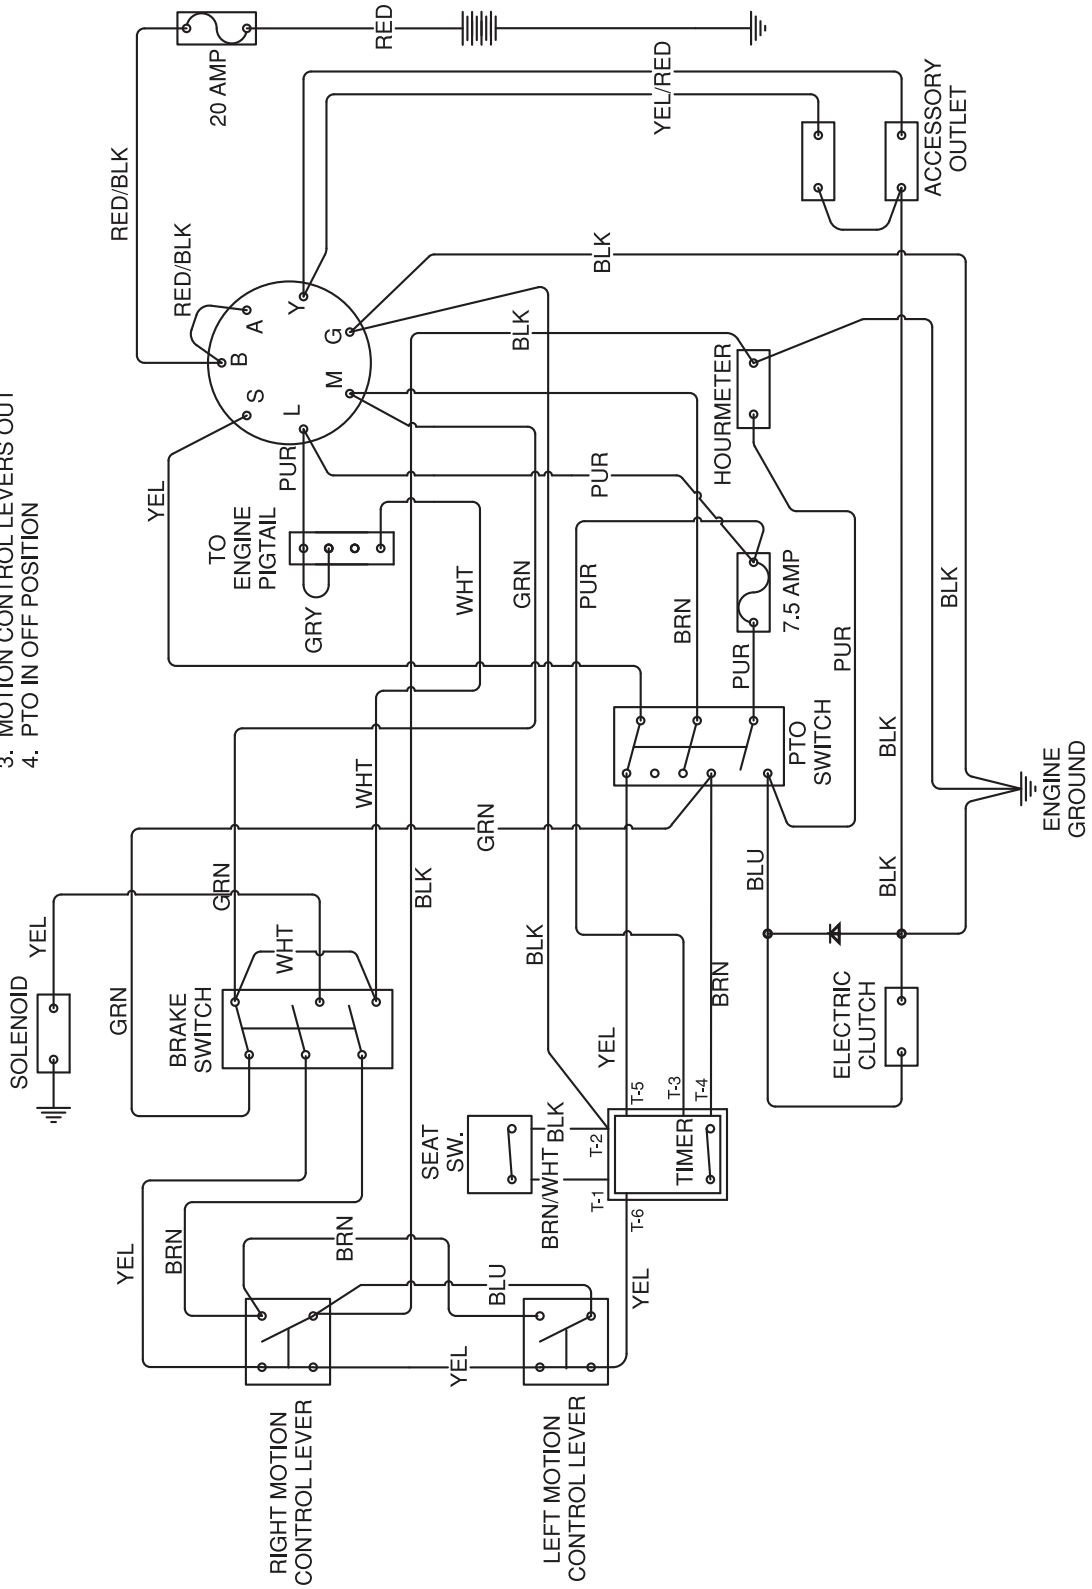 3. MOTION CONTROL LEVERS OUT
4. PTO IN OFF POSITION
SOLENOID
YEL
YEL
GRN
RED/BLK
YEL
BRN
BRAKE
SWITCH
RED/BLK
20 AMP
GRN
TO
ENGINE
PIGTAIL
B
S
A
RIGHT MOTION
CONTROL LEVER
WHT
PUR
L
Y
GRY
M
G
BRN
WHT
RED
BLK
SEAT
SW.
YEL
WHT
BLU
GRN
GRN
BLK
BLK
LEFT MOTION
CONTROL LEVER
BRN/WHT
BLK
T-1
T-2
PUR
PUR
BLK
YEL
YEL
T-6
T-5
YEL/RED
TIMER
T-3
T-4
BRN
BRN
HOURMETER
BLU
PUR
7.5 AMP
PTO
SWITCH
PUR
ELECTRIC
CLUTCH
BLK
BLK
ACCESSORY
OUTLET
BLK
ENGINE
GROUND